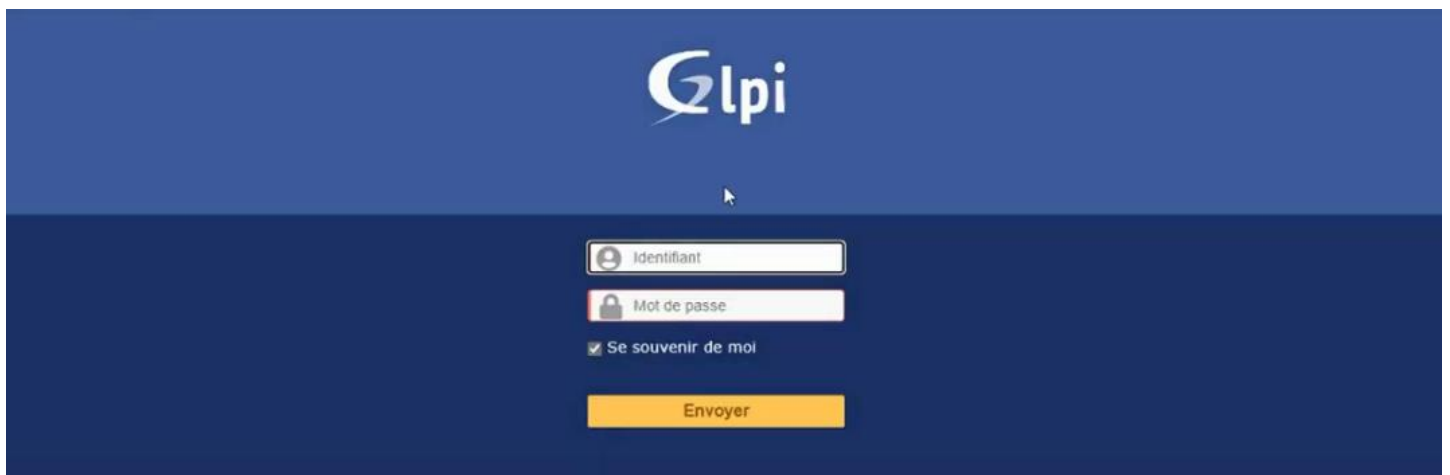 Glpi
Identifiant
Mot de passe
Se souvenir de moi
Envoyer